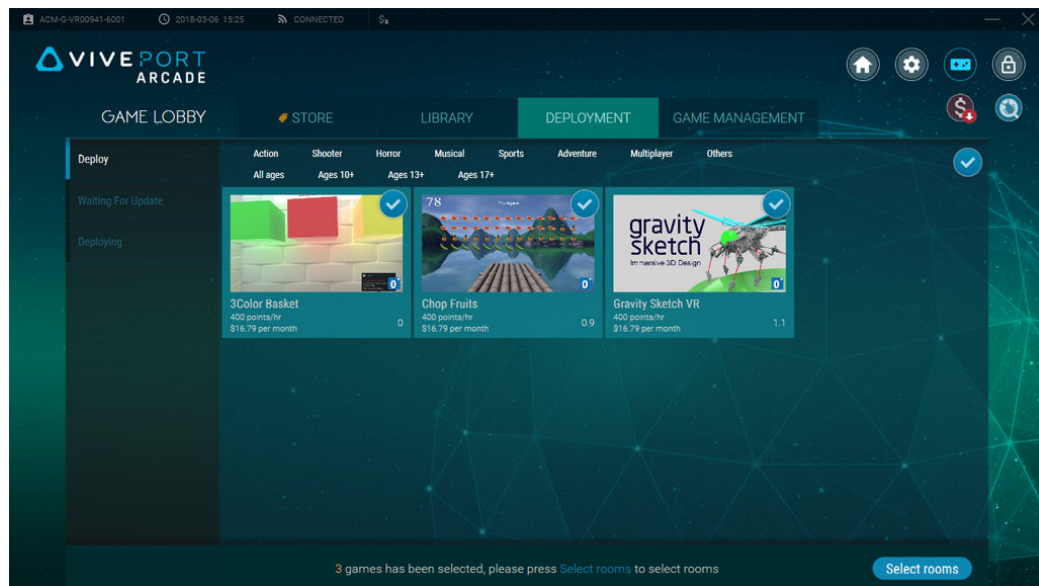 ACM-G-VR00941-6001 2018-03-06 15:25 CONNECTED
VIVEPORT
ARCADE
GAME LOBBY STORE LIBRARY DEPLOYMENT GAME MANAGEMENT
Deploy
Waiting For Update
Deploying
Action Shooter Horror Musical Sports Adventure Multiplayer Others
All ages Ages 10+ Ages 13+ Ages 17+
3Color Basket
400 points/hr
$16.79 per month
0
78
Chop Fruits
400 points/hr
$16.79 per month
0.9
gravity
sketch
Immersive 3D Design
Gravity Sketch VR
400 points/hr
$16.79 per month
1.1
3 games has been selected, please press Select rooms to select rooms
Select rooms